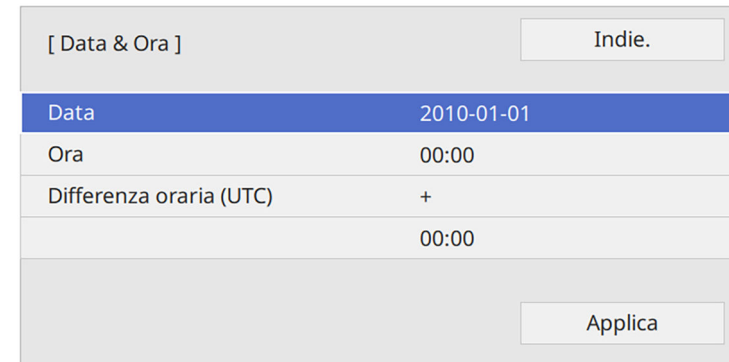 [ Data & Ora ]
Indie.
Data 2010-01-01
Ora 00:00
Differenza oraria (UTC) +
00:00
Applica